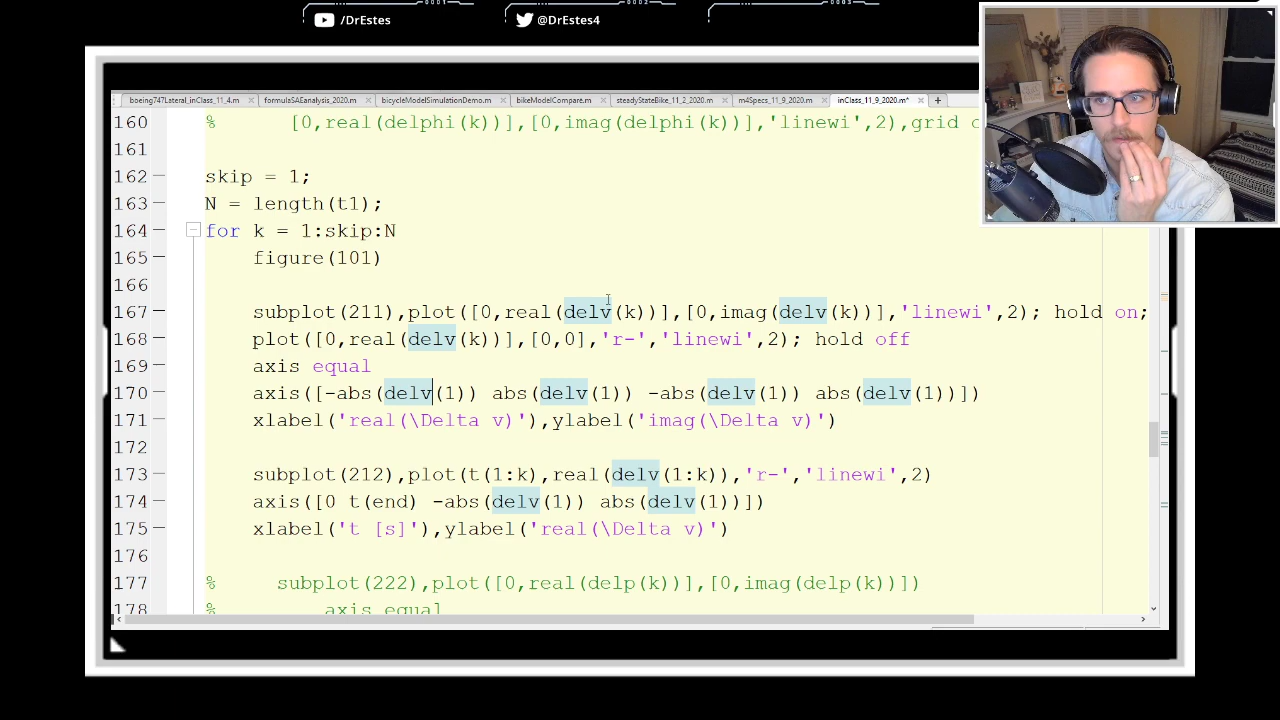 0001
0002
0003
/DrEstes
@DrEstes4
boeing747Lateral_inClass_11_4.m
formulaSAEanalysis_2020.m
bicycleModelSimulationDemo.m
bikeModelCompare.m
steadyStateBike_11_2_2020.m
m4Specs_11_9_2020.m
inClass_11_9_2020.m*
160 % [0,real(delphi(k))],[0,imag(delphi(k))],'linewi',2),grid
161
162 skip = 1;
163 N = length(t1);
164 for k = 1:skip:N
165 figure(101)
166
167 subplot(211),plot([0,real(delv(k))],[0,imag(delv(k))],'linewi',2); hold on;
168 plot([0,real(delv(k))],[0,0],'r-','linewi',2); hold off
169 axis equal
170 axis([-abs(delv(1)) abs(delv(1)) -abs(delv(1)) abs(delv(1))])
171 xlabel('real(\Delta v)'),ylabel('imag(\Delta v)')
172
173 subplot(212),plot(t(1:k),real(delv(1:k)),'r-','linewi',2)
174 axis([0 t(end) -abs(delv(1)) abs(delv(1))])
175 xlabel('t [s]'),ylabel('real(\Delta v)')
176
177 % subplot(222),plot([0,real(delp(k))],[0,imag(delp(k))])
178 % axis equal